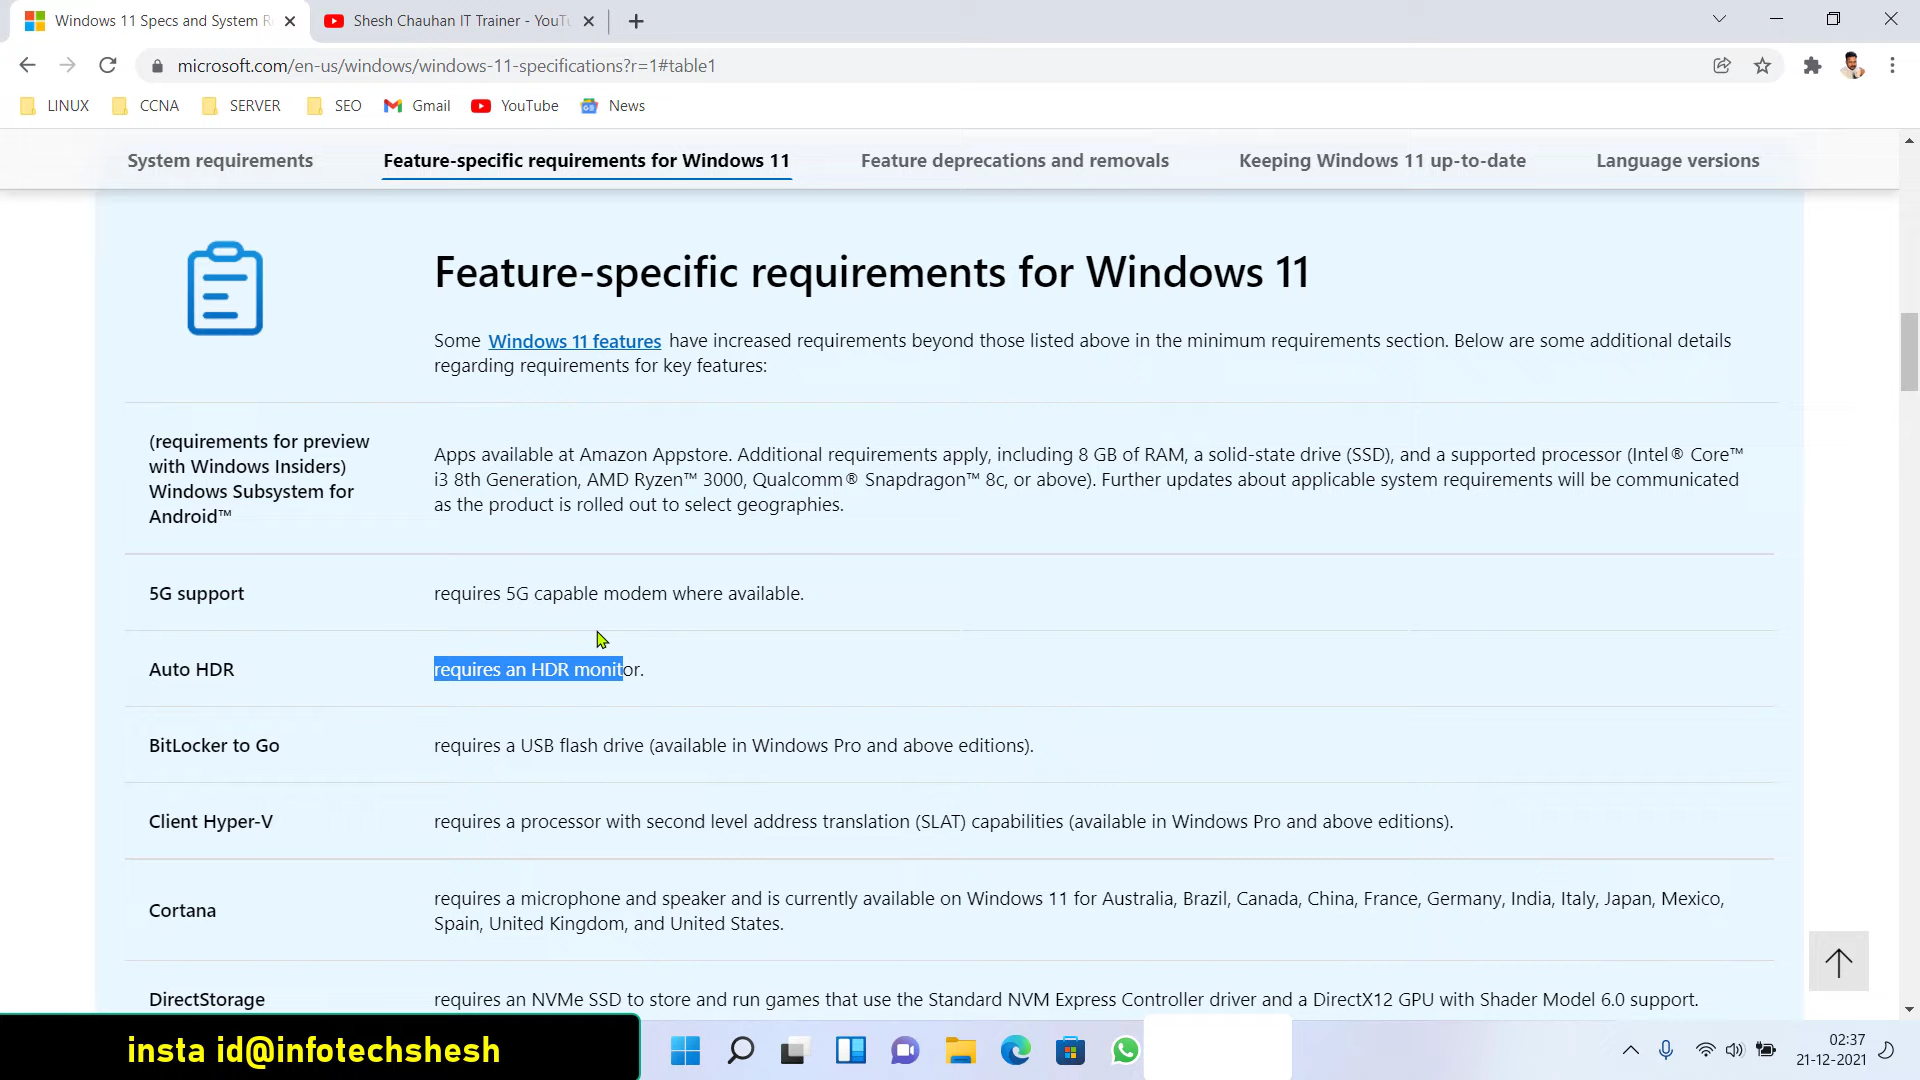 Windows 11 Specs and System R
Shesh Chauhan IT Trainer - YouTu
microsoft.com/en-us/windows/windows-11-specifications?r=1#table1
LINUX CCNA SERVER SEO Gmail YouTube News
System requirements Feature-specific requirements for Windows 11 Feature deprecations and removals Keeping Windows 11 up-to-date Language versions
Feature-specific requirements for Windows 11
Some Windows 11 features have increased requirements beyond those listed above in the minimum requirements section. Below are some additional details
regarding requirements for key features:
(requirements for preview
with Windows Insiders)
Windows Subsystem for
Android™
Apps available at Amazon Appstore. Additional requirements apply, including 8 GB of RAM, a solid-state drive (SSD), and a supported processor (Intel® Core™
i3 8th Generation, AMD Ryzen™ 3000, Qualcomm® Snapdragon™ 8c, or above). Further updates about applicable system requirements will be communicated
as the product is rolled out to select geographies.
5G support
requires 5G capable modem where available.
Auto HDR
requires an HDR monitor.
BitLocker to Go
requires a USB flash drive (available in Windows Pro and above editions).
Client Hyper-V
requires a processor with second level address translation (SLAT) capabilities (available in Windows Pro and above editions).
Cortana
requires a microphone and speaker and is currently available on Windows 11 for Australia, Brazil, Canada, China, France, Germany, India, Italy, Japan, Mexico,
Spain, United Kingdom, and United States.
DirectStorage
requires an NVMe SSD to store and run games that use the Standard NVM Express Controller driver and a DirectX12 GPU with Shader Model 6.0 support.
insta id@infotechshesh
02:37
21-12-2021